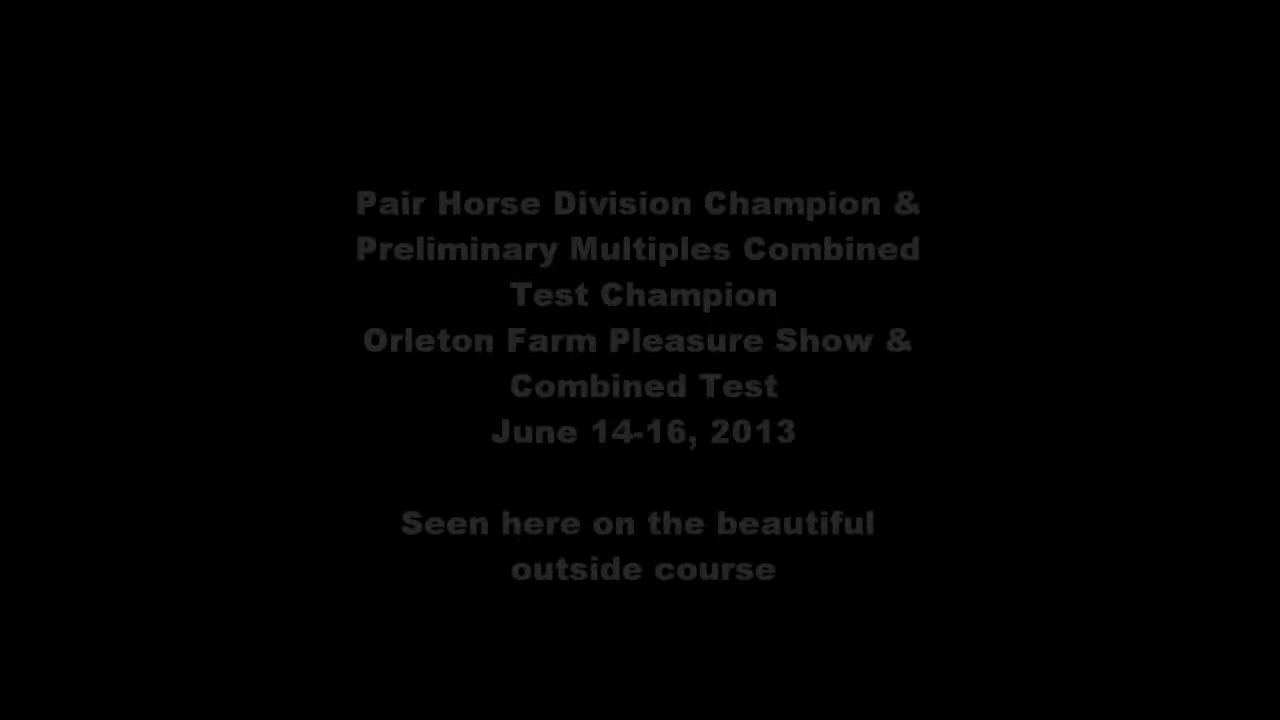 Pair Horse Division Champion &
Preliminary Multiples Combined
Test Champion
Orleton Farm Pleasure Show &
Combined Test
June 14-16, 2013
Seen here on the beautiful
outside course